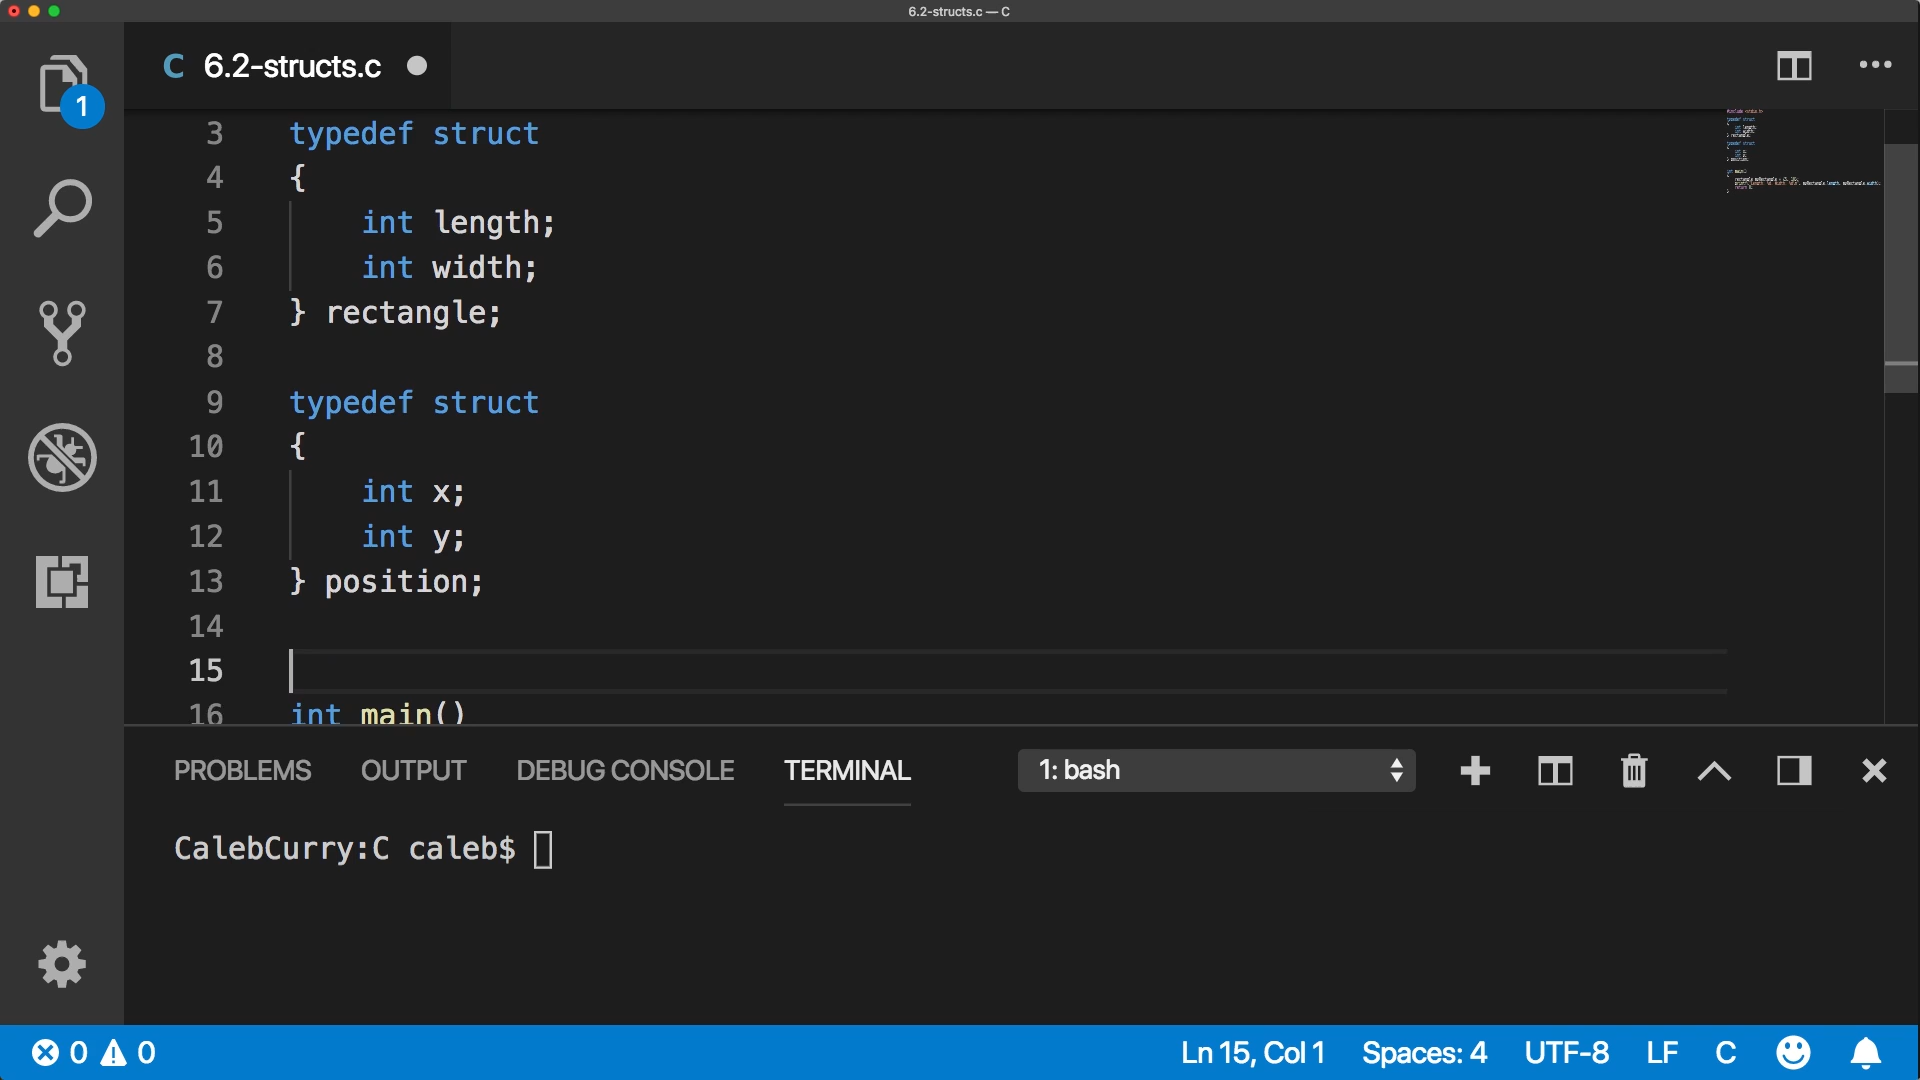 6.2-structs.c — C
C 6.2-structs.c
1
3 typedef struct
4 {
5 int length;
6 int width;
7 } rectangle;
8
9 typedef struct
10 {
11 int x;
12 int y;
13 } position;
14
15
16 int main()
PROBLEMS OUTPUT DEBUG CONSOLE TERMINAL 1: bash
CalebCurry:C caleb$
0 0 Ln 15, Col 1 Spaces: 4 UTF-8 LF C